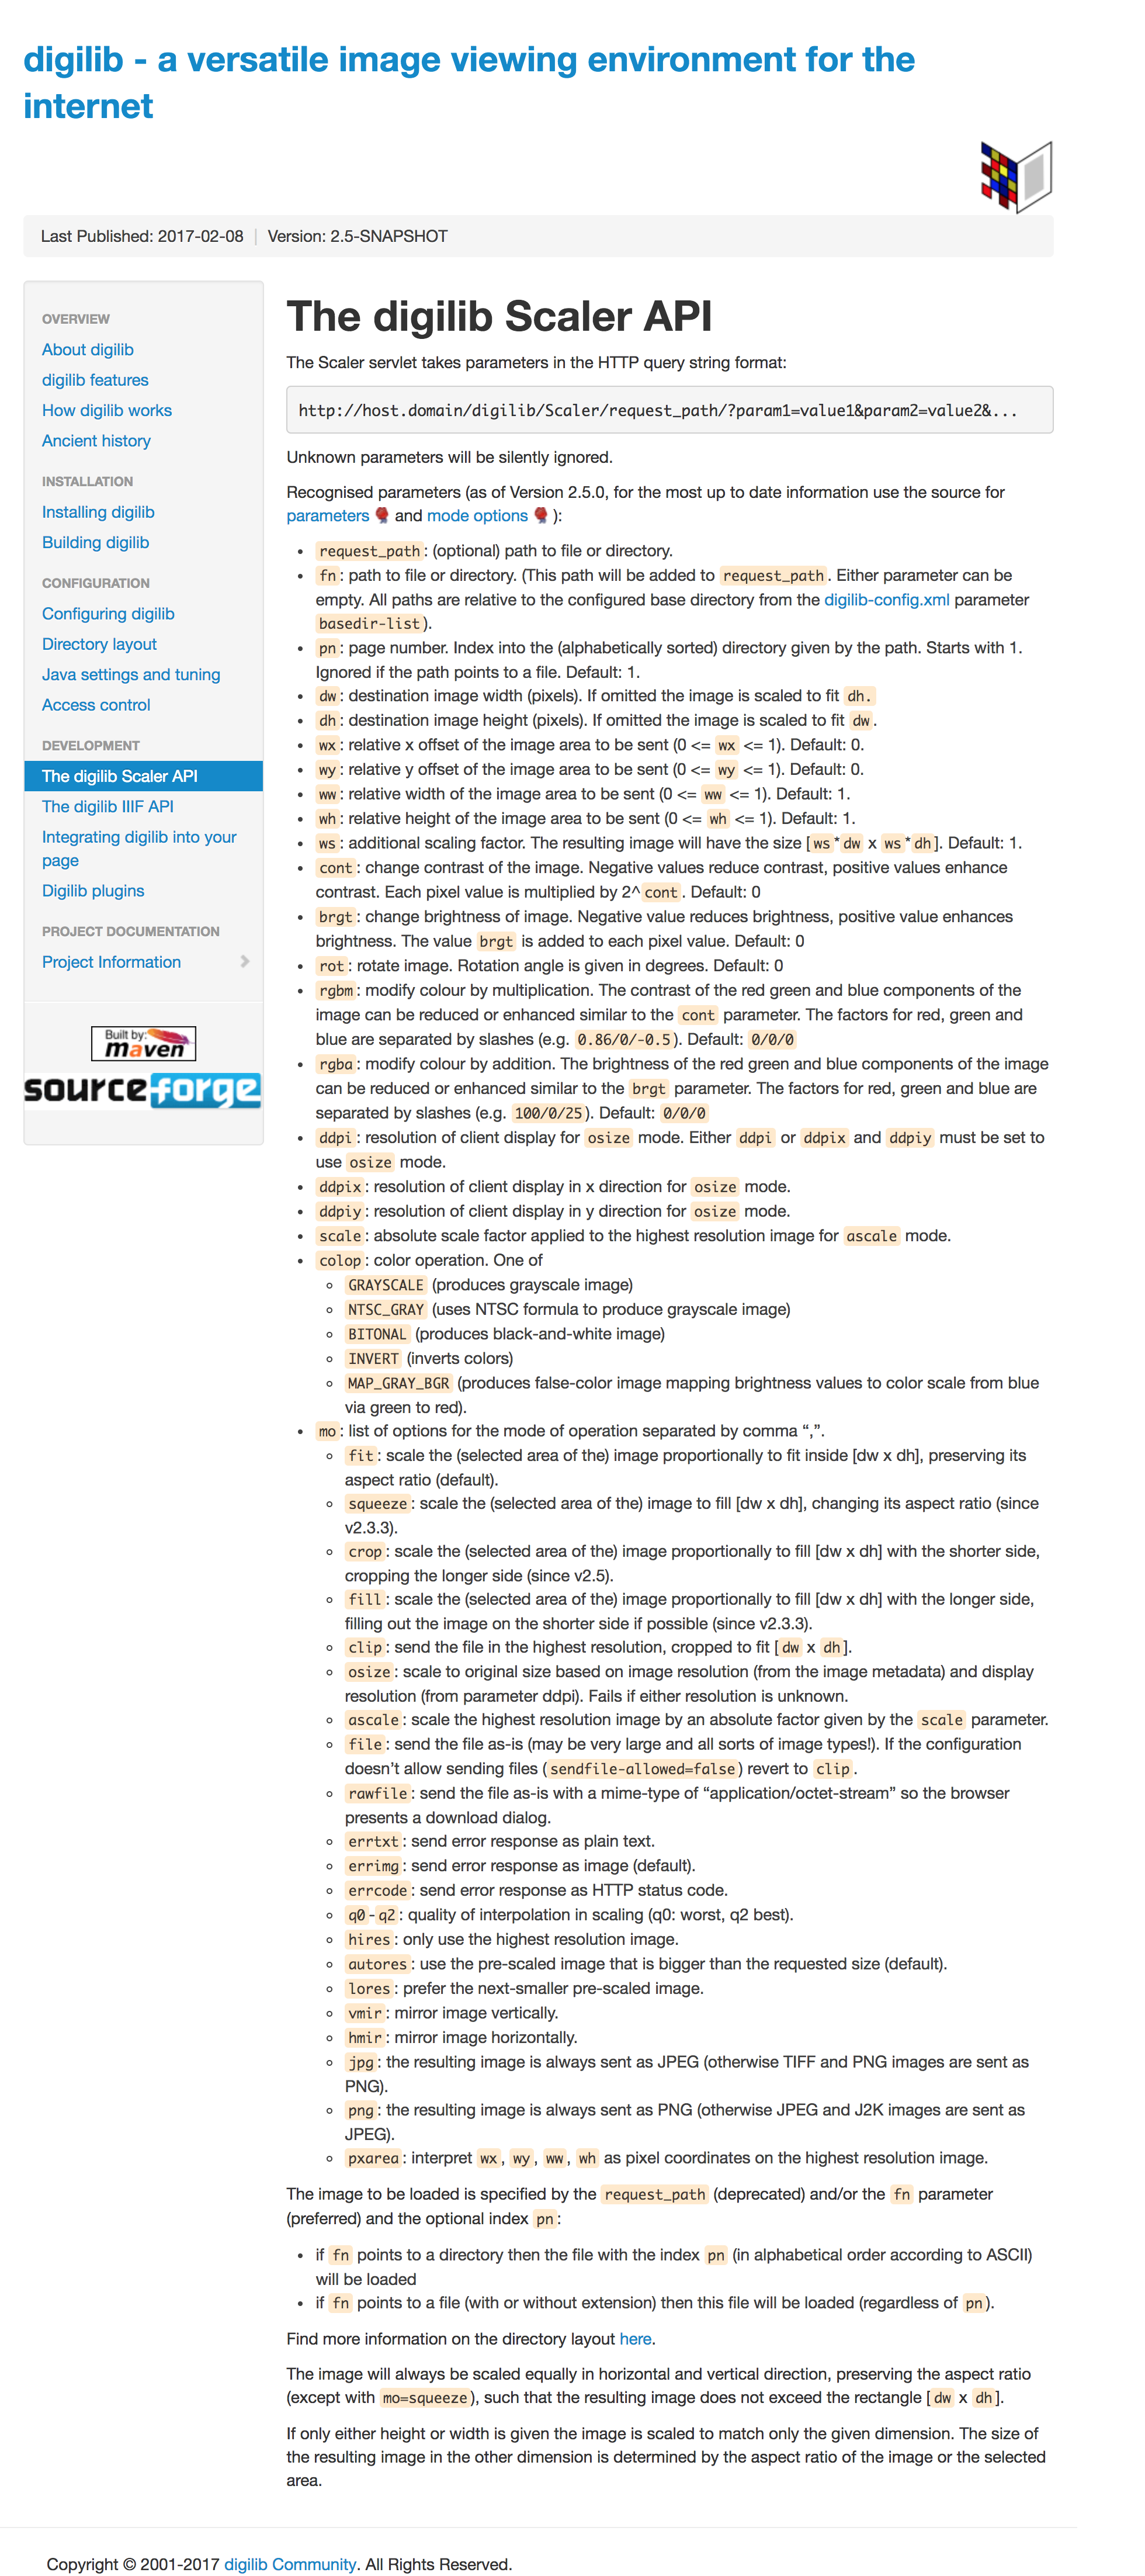 digilib - a versatile image viewing environment for the
internet
Last Published: 2017-02-08 | Version: 2.5-SNAPSHOT
OVERVIEW
About digilib
digilib features
How digilib works
Ancient history
INSTALLATION
Installing digilib
Building digilib
CONFIGURATION
Configuring digilib
Directory layout
Java settings and tuning
Access control
DEVELOPMENT
The digilib Scaler API
The digilib IIIF API
Integrating digilib into your
page
Digilib plugins
PROJECT DOCUMENTATION
Project Information
Built by:
maven
sourceforge
The digilib Scaler API
The Scaler servlet takes parameters in the HTTP query string format:
http://host.domain/digilib/Scaler/request_path/?param1=value1&param2=value2&...
Unknown parameters will be silently ignored.
Recognised parameters (as of Version 2.5.0, for the most up to date information use the source for
parameters and mode options ):
• request_path: (optional) path to file or directory.
• fn: path to file or directory. (This path will be added to request_path. Either parameter can be
empty. All paths are relative to the configured base directory from the digilib-config.xml parameter
basedir-list).
• pn: page number. Index into the (alphabetically sorted) directory given by the path. Starts with 1.
Ignored if the path points to a file. Default: 1.
• dw: destination image width (pixels). If omitted the image is scaled to fit dh.
• dh: destination image height (pixels). If omitted the image is scaled to fit dw.
• wx: relative x offset of the image area to be sent (0 <= wx <= 1). Default: 0.
• wy: relative y offset of the image area to be sent (0 <= wy <= 1). Default: 0.
• ww: relative width of the image area to be sent (0 <= ww <= 1). Default: 1.
• wh: relative height of the image area to be sent (0 <= wh <= 1). Default: 1.
• ws: additional scaling factor. The resulting image will have the size [ws*dw x ws*dh]. Default: 1.
• cont: change contrast of the image. Negative values reduce contrast, positive values enhance
contrast. Each pixel value is multiplied by 2^cont. Default: 0
• brgt: change brightness of image. Negative value reduces brightness, positive value enhances
brightness. The value brgt is added to each pixel value. Default: 0
• rot: rotate image. Rotation angle is given in degrees. Default: 0
• rgbm: modify colour by multiplication. The contrast of the red green and blue components of the
image can be reduced or enhanced similar to the cont parameter. The factors for red, green and
blue are separated by slashes (e.g. 0.86/0/-0.5). Default: 0/0/0
• rgba: modify colour by addition. The brightness of the red green and blue components of the image
can be reduced or enhanced similar to the brgt parameter. The factors for red, green and blue are
separated by slashes (e.g. 100/0/25). Default: 0/0/0
• ddpi: resolution of client display for osize mode. Either ddpi or ddpix and ddpiy must be set to
use osize mode.
• ddpix: resolution of client display in x direction for osize mode.
• ddpiy: resolution of client display in y direction for osize mode.
• scale: absolute scale factor applied to the highest resolution image for ascale mode.
• colop: color operation. One of
◦ GRAYSCALE (produces grayscale image)
◦ NTSC_GRAY (uses NTSC formula to produce grayscale image)
◦ BITONAL (produces black-and-white image)
◦ INVERT (inverts colors)
◦ MAP_GRAY_BGR (produces false-color image mapping brightness values to color scale from blue
via green to red).
• mo: list of options for the mode of operation separated by comma “,”.
◦ fit: scale the (selected area of the) image proportionally to fit inside [dw x dh], preserving its
aspect ratio (default).
◦ squeeze: scale the (selected area of the) image to fill [dw x dh], changing its aspect ratio (since
v2.3.3).
◦ crop: scale the (selected area of the) image proportionally to fill [dw x dh] with the shorter side,
cropping the longer side (since v2.5).
◦ fill: scale the (selected area of the) image proportionally to fill [dw x dh] with the longer side,
filling out the image on the shorter side if possible (since v2.3.3).
◦ clip: send the file in the highest resolution, cropped to fit [dw x dh].
◦ osize: scale to original size based on image resolution (from the image metadata) and display
resolution (from parameter ddpi). Fails if either resolution is unknown.
◦ ascale: scale the highest resolution image by an absolute factor given by the scale parameter.
◦ file: send the file as-is (may be very large and all sorts of image types!). If the configuration
doesn’t allow sending files (sendfile-allowed=false) revert to clip.
◦ rawfile: send the file as-is with a mime-type of “application/octet-stream” so the browser
presents a download dialog.
◦ errtxt: send error response as plain text.
◦ errimg: send error response as image (default).
◦ errcode: send error response as HTTP status code.
◦ q0-q2: quality of interpolation in scaling (q0: worst, q2 best).
◦ hires: only use the highest resolution image.
◦ autores: use the pre-scaled image that is bigger than the requested size (default).
◦ lores: prefer the next-smaller pre-scaled image.
◦ vmir: mirror image vertically.
◦ hmir: mirror image horizontally.
◦ jpg: the resulting image is always sent as JPEG (otherwise TIFF and PNG images are sent as
PNG).
◦ png: the resulting image is always sent as PNG (otherwise JPEG and J2K images are sent as
JPEG).
◦ pxarea: interpret wx, wy, ww, wh as pixel coordinates on the highest resolution image.
The image to be loaded is specified by the request_path (deprecated) and/or the fn parameter
(preferred) and the optional index pn:
• if fn points to a directory then the file with the index pn (in alphabetical order according to ASCII)
will be loaded
• if fn points to a file (with or without extension) then this file will be loaded (regardless of pn).
Find more information on the directory layout here.
The image will always be scaled equally in horizontal and vertical direction, preserving the aspect ratio
(except with mo=squeeze), such that the resulting image does not exceed the rectangle [dw x dh].
If only either height or width is given the image is scaled to match only the given dimension. The size of
the resulting image in the other dimension is determined by the aspect ratio of the image or the selected
area.
Copyright © 2001-2017 digilib Community. All Rights Reserved.